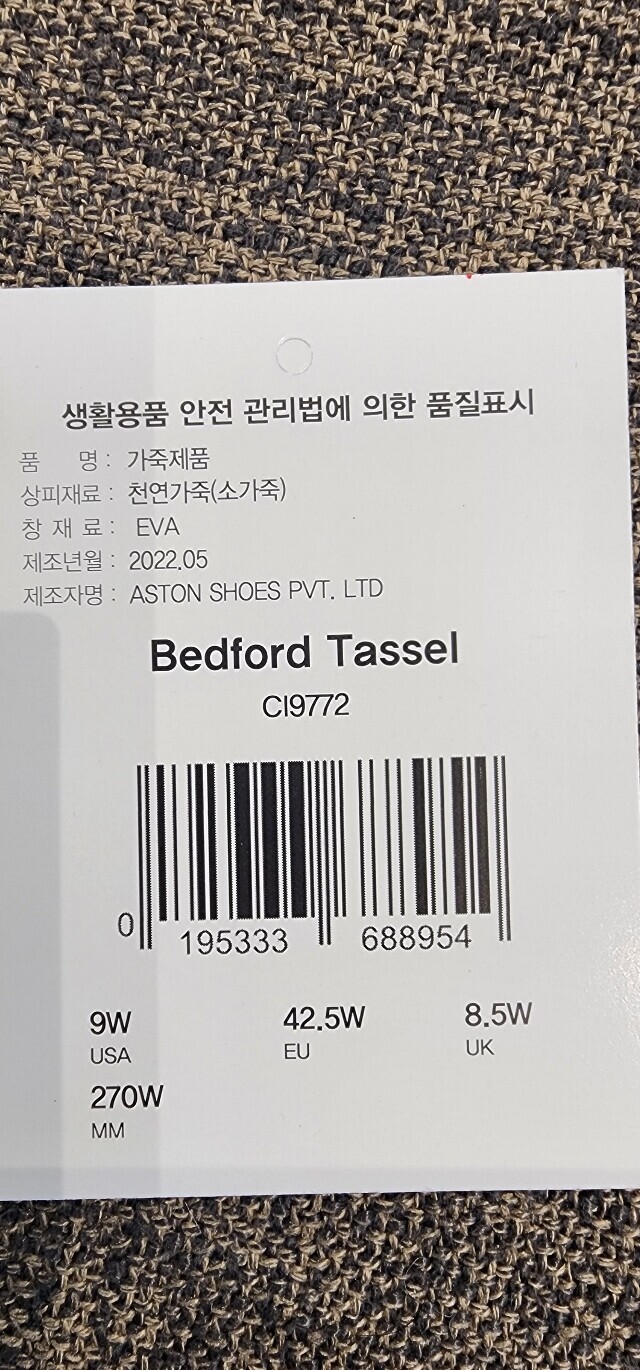 생활용품 안전 관리법에 의한 품질표시
품 명 : 가죽제품
상피재료 : 천연가죽(소가죽)
창 재 료 : EVA
제조년월 : 2022.05
제조자명 : ASTON SHOES PVT. LTD
Bedford Tassel
CI9772
0 195333 688954
9W 42.5W 8.5W
USA EU UK
270W
MM